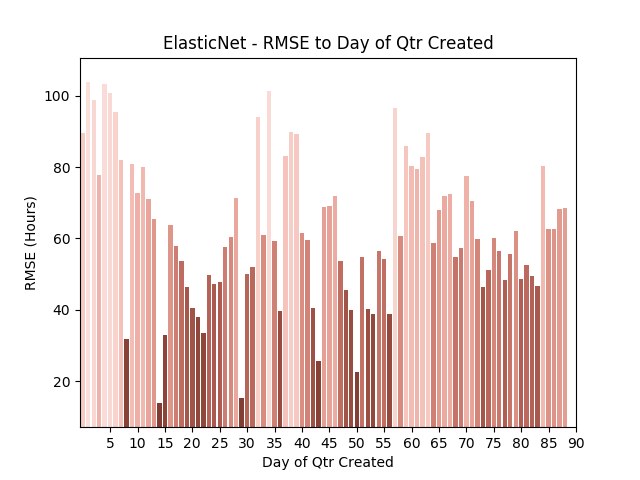 ElasticNet - RMSE to Day of Qtr Created
100
80
60
40
20
RMSE (Hours)
5 10 15 20 25 30 35 40 45 50 55 60 65 70 75 80 85 90
Day of Qtr Created